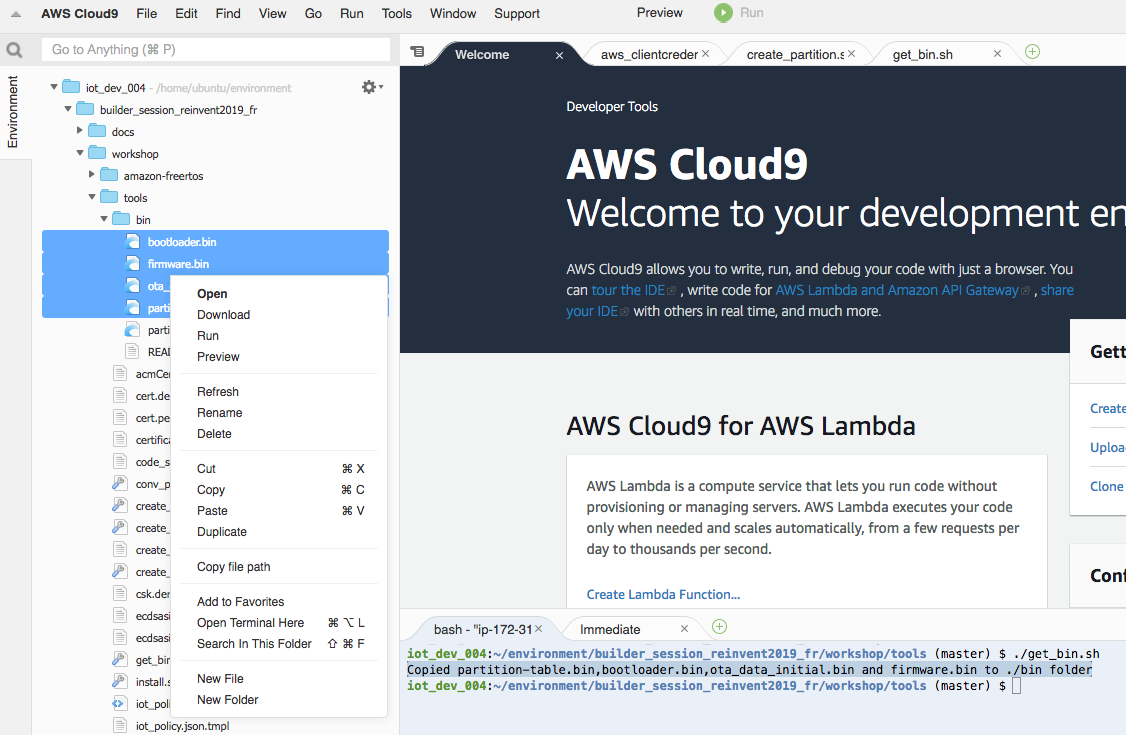 AWS Cloud9 File Edit Find View Go Run Tools Window Support Preview Run
Go to Anything (⌘ P)
Welcome
aws_clientcreder
create_partition.s
get_bin.sh
Environment
iot_dev_004 - /home/ubuntu/environment
builder_session_reinvent2019_fr
docs
workshop
amazon-freertos
tools
bin
bootloader.bin
firmware.bin
ota_
parti
parti
READ
acmCer
cert.de
cert.pe
certifica
code_s
conv_p
create_
create_
create_
create_
csk.der
ecdsasi
ecdsasi
get_bin
install.s
iot_poli
iot_policy.json.tmpl
Open
Download
Run
Preview
Refresh
Rename
Delete
Cut ⌘ X
Copy ⌘ C
Paste ⌘ V
Duplicate
Copy file path
Add to Favorites
Open Terminal Here ⌘ ⌥ L
Search In This Folder ⇧ ⌘ F
New File
New Folder
Developer Tools
AWS Cloud9
Welcome to your development en
AWS Cloud9 allows you to write, run, and debug your code with just a browser. You
can tour the IDE , write code for AWS Lambda and Amazon API Gateway , share
your IDE with others in real time, and much more.
Gett
Create
Uploa
Clone
Conf
AWS Cloud9 for AWS Lambda
AWS Lambda is a compute service that lets you run code without
provisioning or managing servers. AWS Lambda executes your code
only when needed and scales automatically, from a few requests per
day to thousands per second.
Create Lambda Function...
bash - "ip-172-31
Immediate
iot_dev_004:~/environment/builder_session_reinvent2019_fr/workshop/tools (master) $ ./get_bin.sh
Copied partition-table.bin,bootloader.bin,ota_data_initial.bin and firmware.bin to ./bin folder
iot_dev_004:~/environment/builder_session_reinvent2019_fr/workshop/tools (master) $